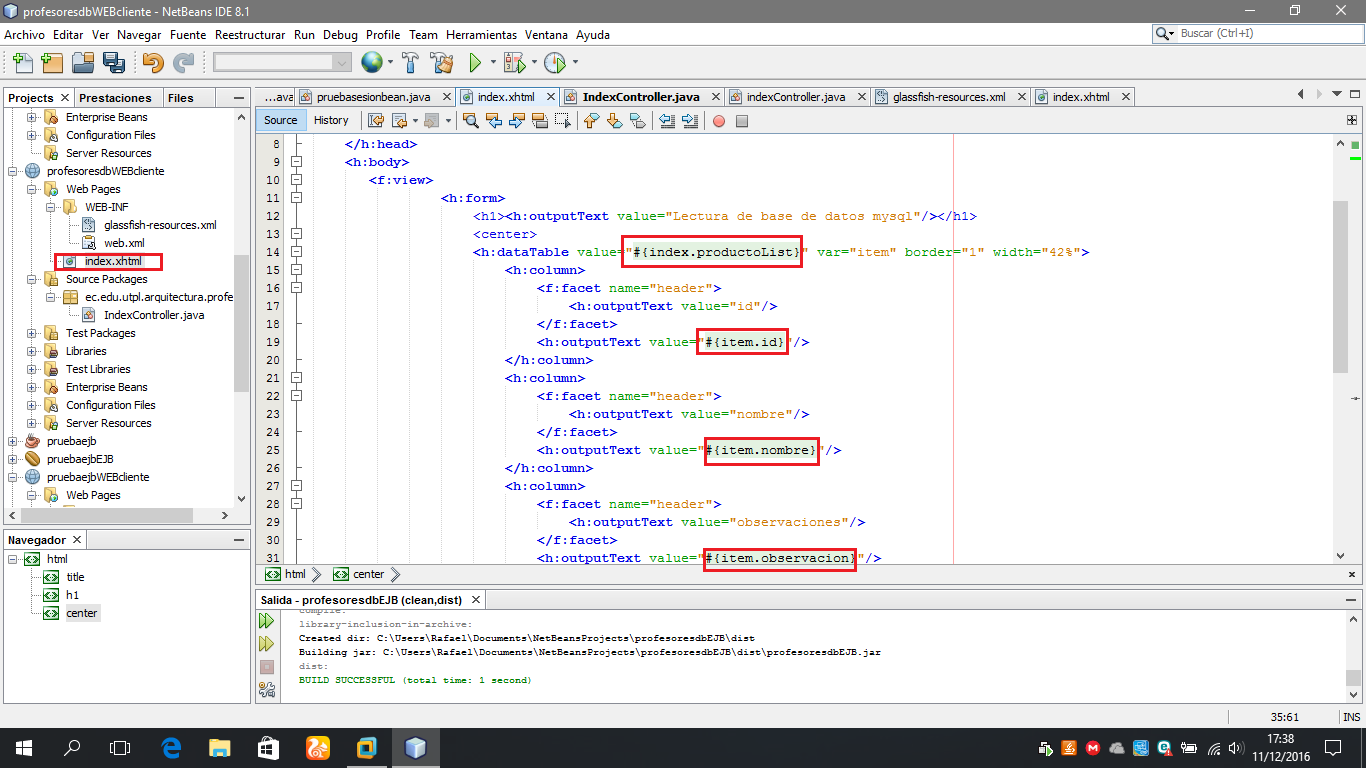 profesoresdbWEBcliente - NetBeans IDE 8.1
Archivo Editar Ver Navegar Fuente Reestructurar Run Debug Profile Team Herramientas Ventana Ayuda
Buscar (Ctrl+I)
Projects Prestaciones Files
Enterprise Beans
Configuration Files
Server Resources
profesoresdbWEBcliente
Web Pages
WEB-INF
glassfish-resources.xml
web.xml
index.xhtml
Source Packages
ec.edu.utpl.arquitectura.profe
IndexController.java
Test Packages
Libraries
Test Libraries
Enterprise Beans
Configuration Files
Server Resources
pruebaejb
pruebaejbEJB
pruebaejbWEBcliente
Web Pages
Navegador
html
title
h1
center
...ava pruebasesionbean.java index.xhtml IndexController.java indexController.java glassfish-resources.xml index.xhtml
Source History
8 </h:head>
9 <h:body>
10 <f:view>
11 <h:form>
12 <h1><h:outputText value="Lectura de base de datos mysql"/></h1>
13 <center>
14 <h:dataTable value="#{index.productoList}" var="item" border="1" width="42%">
15 <h:column>
16 <f:facet name="header">
17 <h:outputText value="id"/>
18 </f:facet>
19 <h:outputText value="#{item.id}"/>
20 </h:column>
21 <h:column>
22 <f:facet name="header">
23 <h:outputText value="nombre"/>
24 </f:facet>
25 <h:outputText value="#{item.nombre}"/>
26 </h:column>
27 <h:column>
28 <f:facet name="header">
29 <h:outputText value="observaciones"/>
30 </f:facet>
31 <h:outputText value="#{item.observacion}"/>
html center
Salida - profesoresdbEJB (clean,dist)
compile:
library-inclusion-in-archive:
Created dir: C:\Users\Rafael\Documents\NetBeansProjects\profesoresdbEJB\dist
Building jar: C:\Users\Rafael\Documents\NetBeansProjects\profesoresdbEJB\dist\profesoresdbEJB.jar
dist:
BUILD SUCCESSFUL (total time: 1 second)
35:61 INS
17:38
11/12/2016